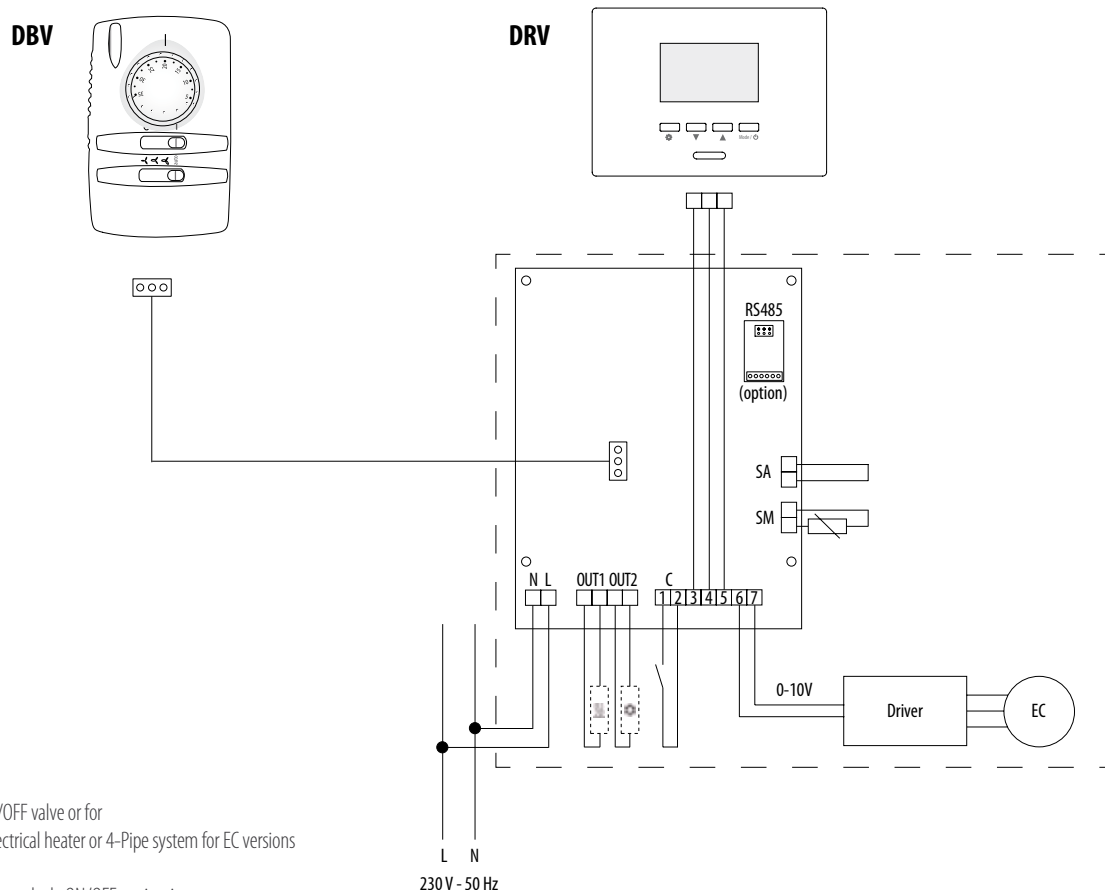 DBV
DRV
Mode /
RS485
(option)
SA
SM
N L
OUT1 OUT2
C
1 2 3 4 5 6 7
0-10V
Driver
EC
/OFF valve or for
ectrical heater or 4-Pipe system for EC versions
L N
230 V - 50 Hz